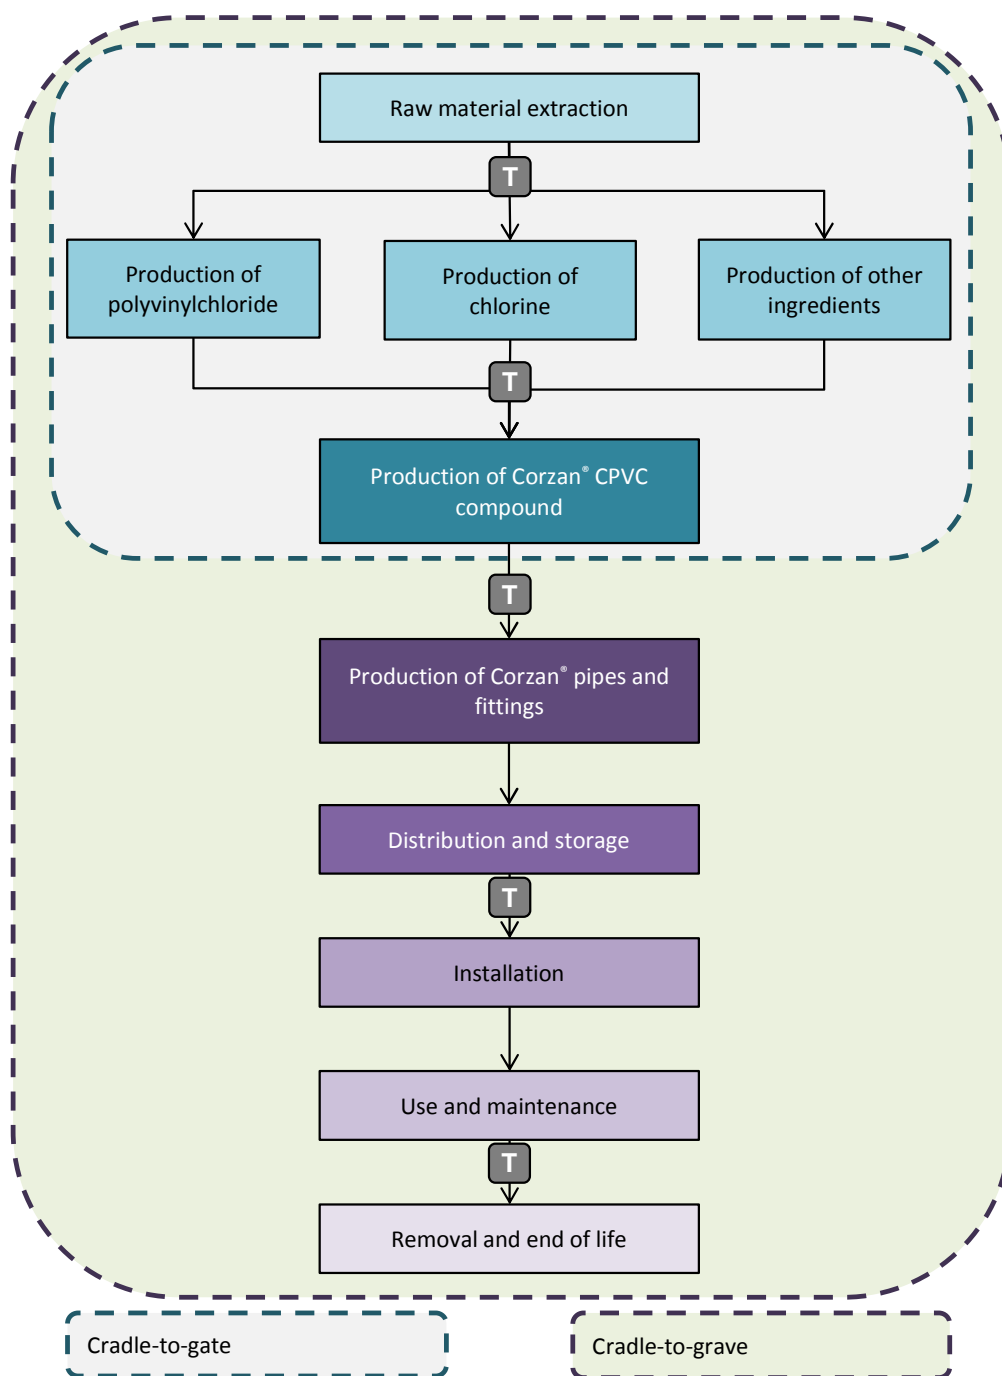 Raw material extraction
T
Production of
polyvinylchloride
Production of
chlorine
Production of other
ingredients
T
Production of Corzan® CPVC
compound
T
Production of Corzan® pipes and
fittings
Distribution and storage
T
Installation
Use and maintenance
T
Removal and end of life
Cradle-to-gate
Cradle-to-grave